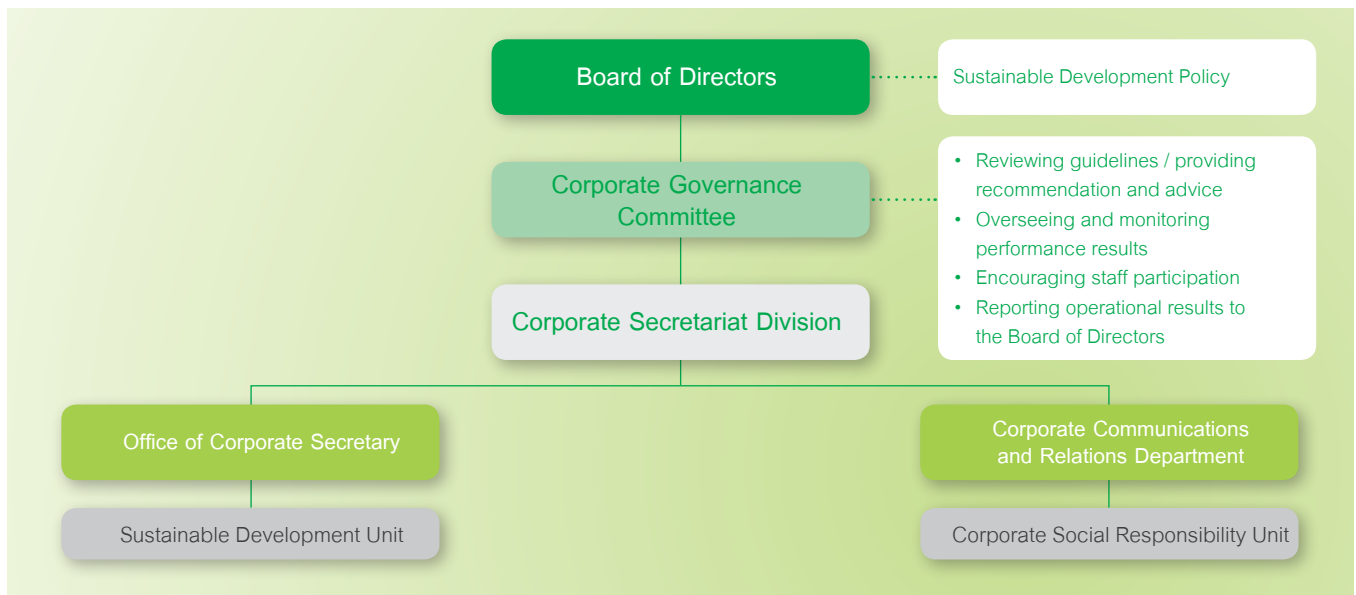 Board of Directors
Sustainable Development Policy
Corporate Governance
Committee
• Reviewing guidelines / providing
recommendation and advice
• Overseeing and monitoring
performance results
• Encouraging staff participation
• Reporting operational results to
the Board of Directors
Corporate Secretariat Division
Office of Corporate Secretary
Corporate Communications
and Relations Department
Sustainable Development Unit
Corporate Social Responsibility Unit